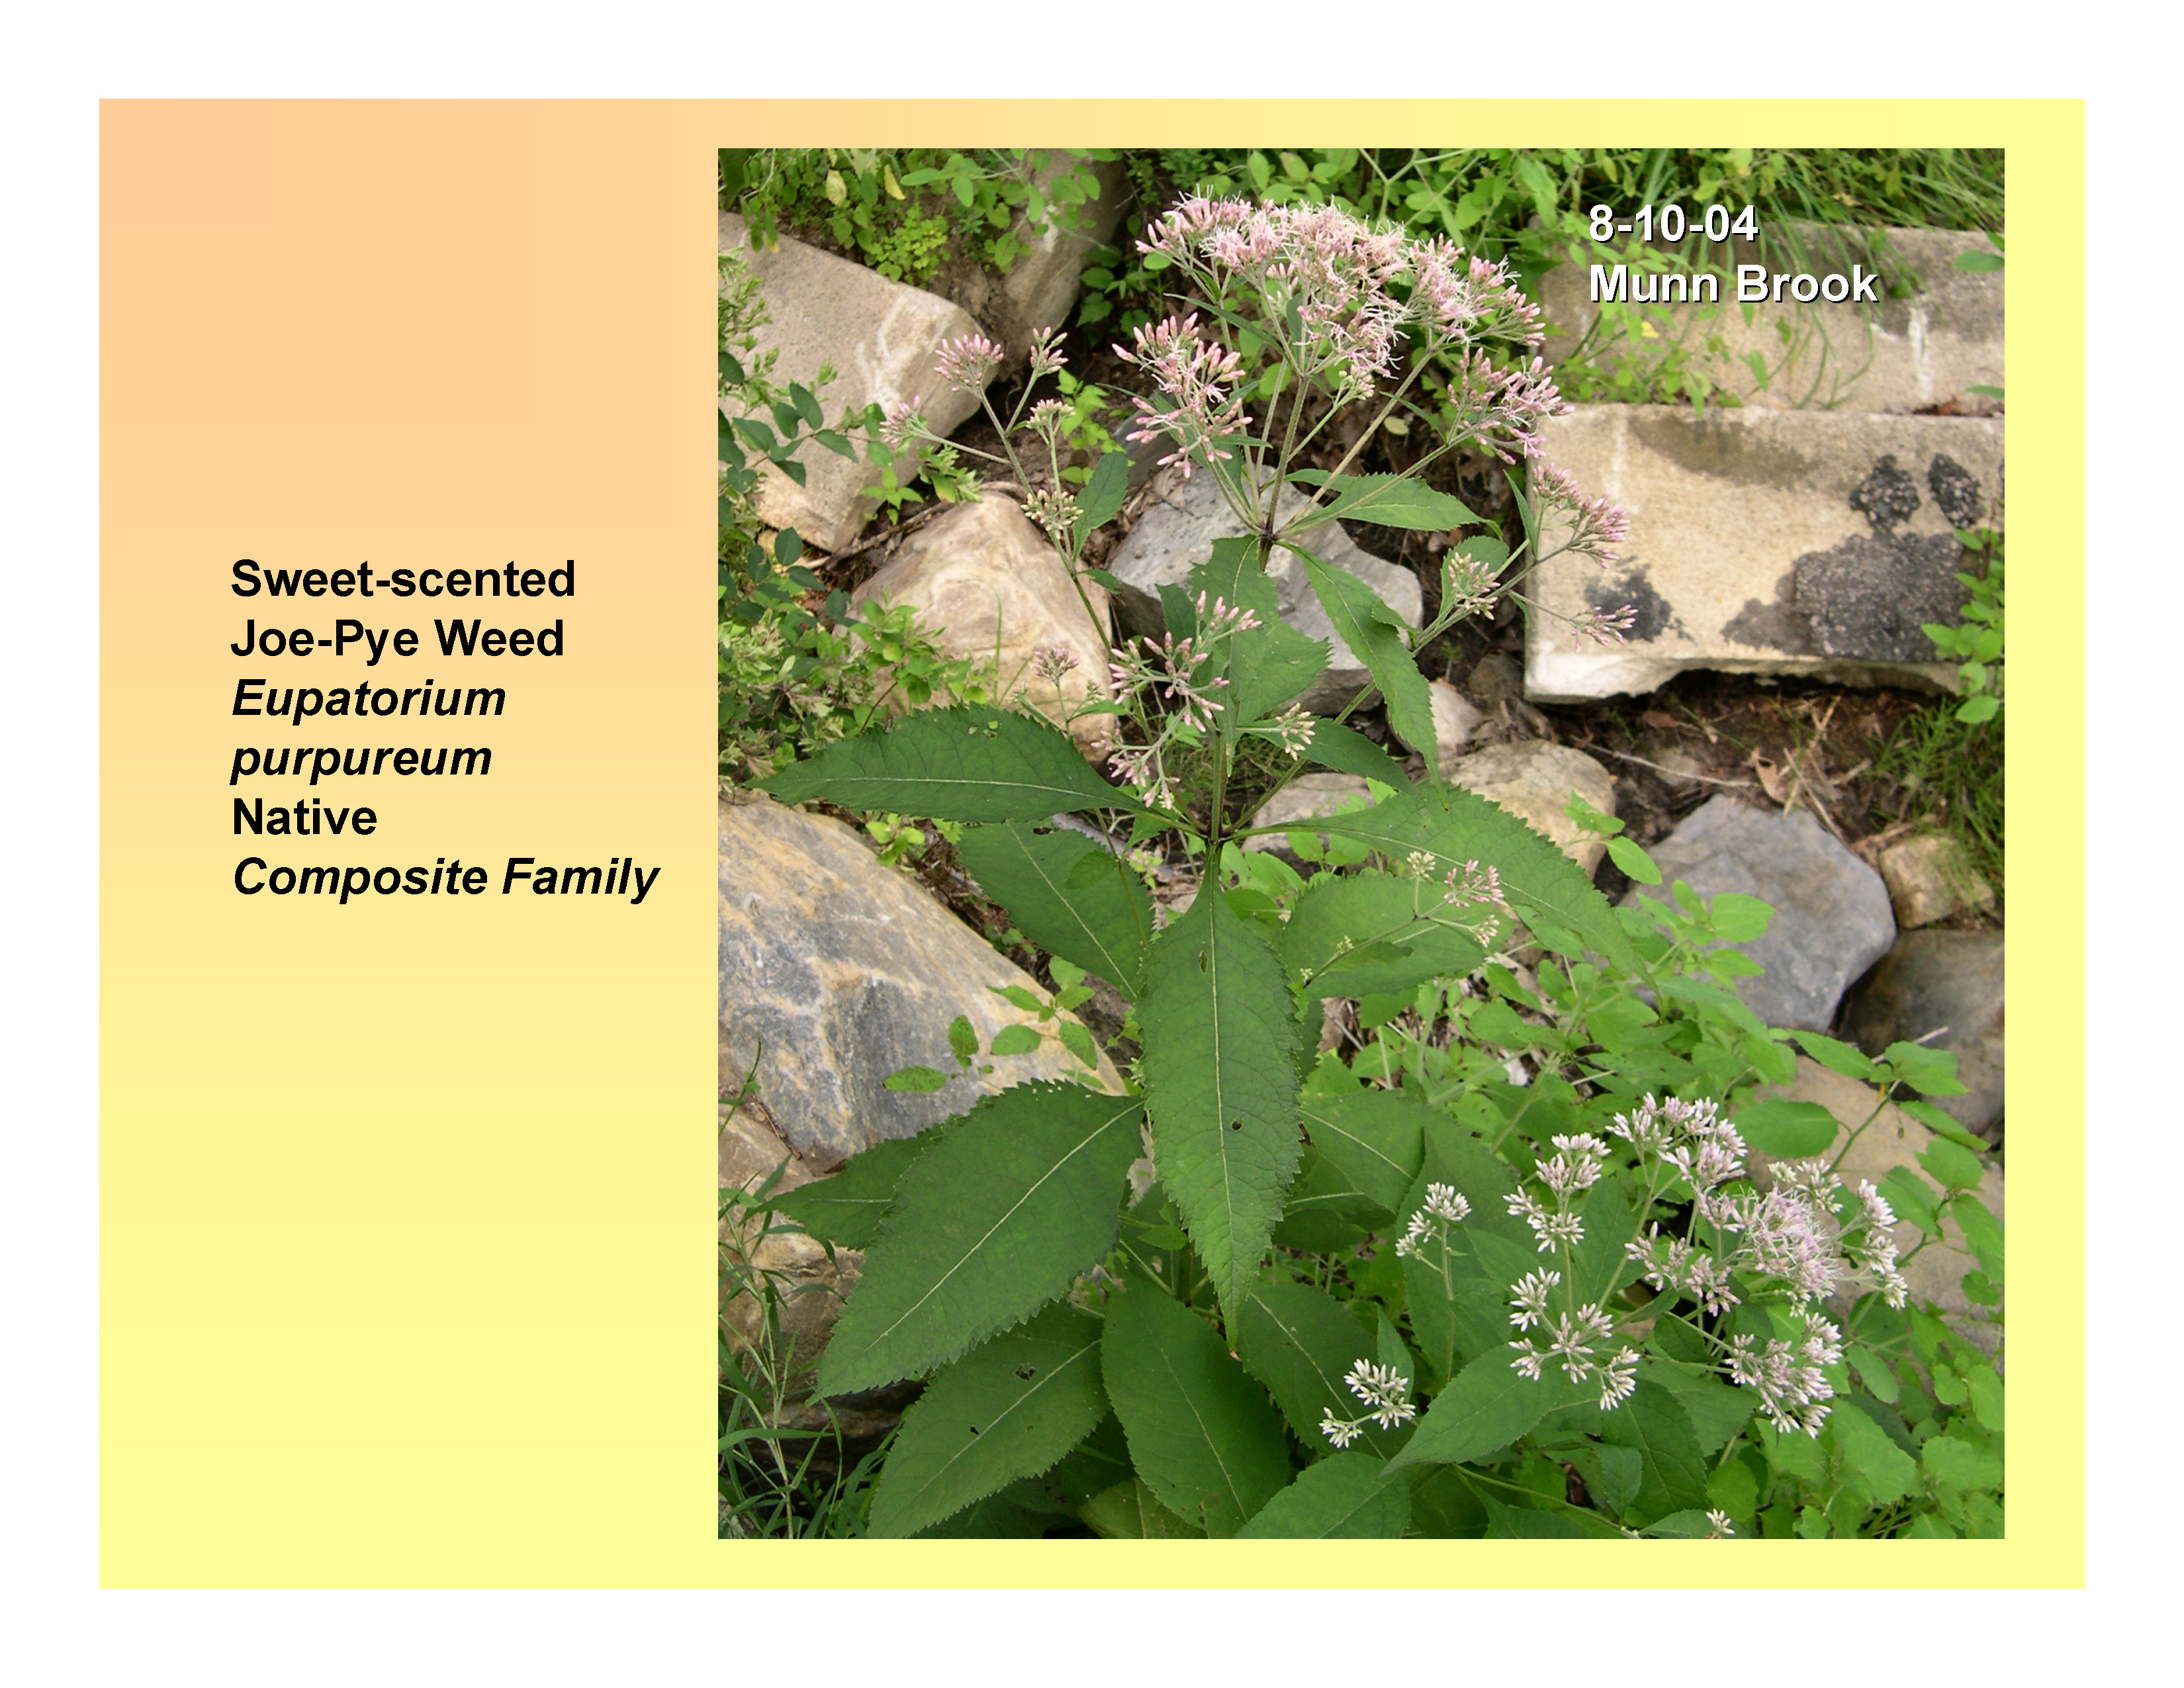 8-10-04
Munn Brook
Sweet-scented
Joe-Pye Weed
Eupatorium
purpureum
Native
Composite Family